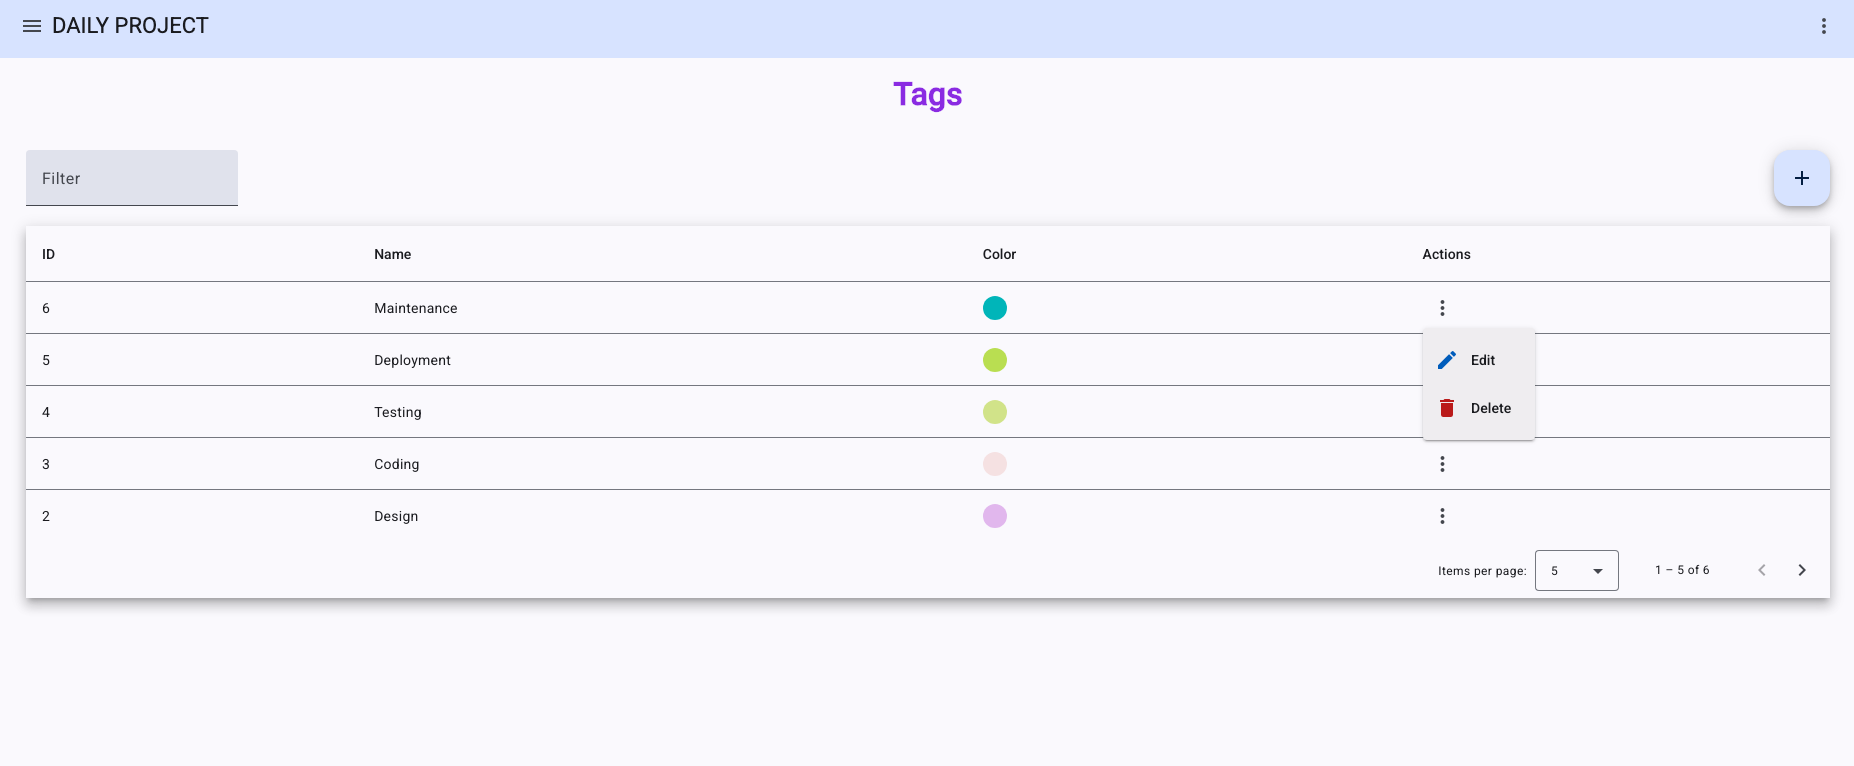 DAILY PROJECT
Tags
Filter
ID Name Color Actions
6 Maintenance
5 Deployment
Edit
4 Testing
Delete
3 Coding
2 Design
Items per page: 5 1 – 5 of 6